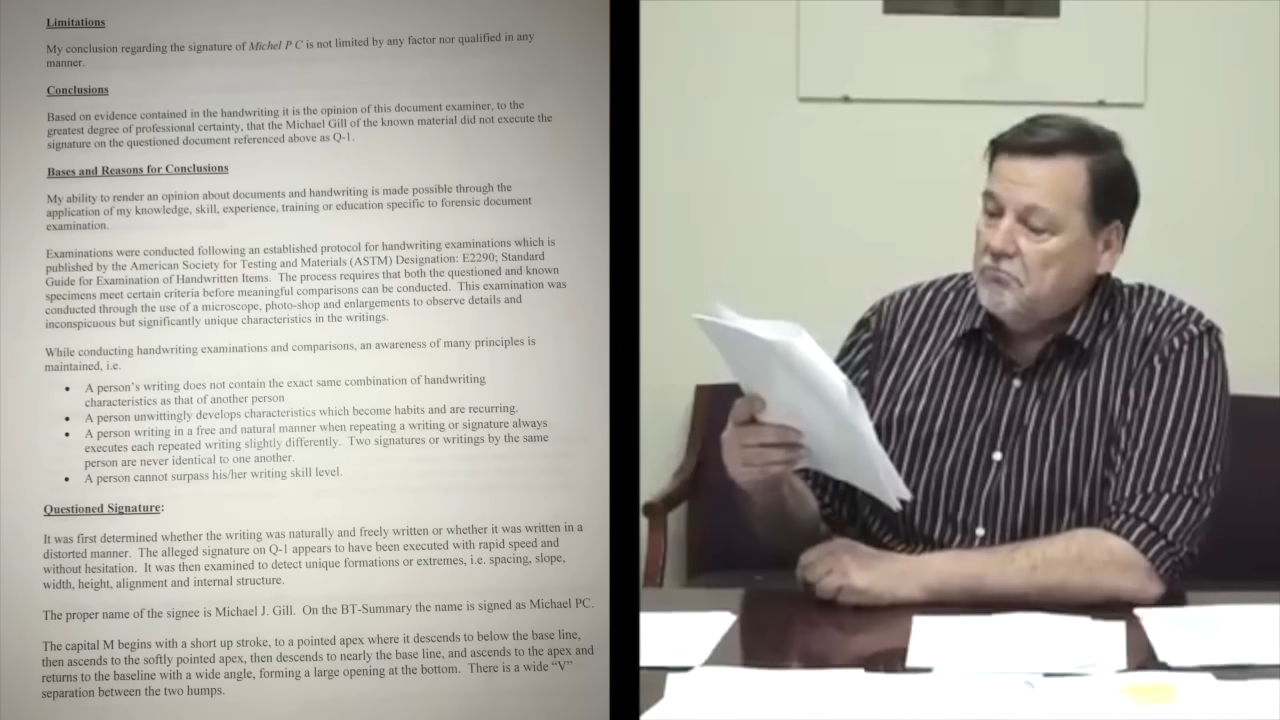 Limitations
My conclusion regarding the signature of Michel P C is not limited by any factor nor qualified in any
manner.
Conclusions
Based on evidence contained in the handwriting it is the opinion of this document examiner, to the
greatest degree of professional certainty, that the Michael Gill of the known material did not execute the
signature on the questioned document referenced above as Q-1.
Bases and Reasons for Conclusions
My ability to render an opinion about documents and handwriting is made possible through the
application of my knowledge, skill, experience, training or education specific to forensic document
examination.
Examinations were conducted following an established protocol for handwriting examinations which is
published by the American Society for Testing and Materials (ASTM) Designation: E2290; Standard
Guide for Examination of Handwritten Items. The process requires that both the questioned and known
specimens meet certain criteria before meaningful comparisons can be conducted. This examination was
conducted through the use of a microscope, photo-shop and enlargements to observe details and
inconspicuous but significantly unique characteristics in the writings.
While conducting handwriting examinations and comparisons, an awareness of many principles is
maintained, i.e.
• A person's writing does not contain the exact same combination of handwriting
characteristics as that of another person
• A person unwittingly develops characteristics which become habits and are recurring.
• A person writing in a free and natural manner when repeating a writing or signature always
executes each repeated writing slightly differently. Two signatures or writings by the same
person are never identical to one another.
• A person cannot surpass his/her writing skill level.
Questioned Signature:
It was first determined whether the writing was naturally and freely written or whether it was written in a
distorted manner. The alleged signature on Q-1 appears to have been executed with rapid speed and
without hesitation. It was then examined to detect unique formations or extremes, i.e. spacing, slope,
width, height, alignment and internal structure.
The proper name of the signee is Michael J. Gill. On the BT-Summary the name is signed as Michael PC.
The capital M begins with a short up stroke, to a pointed apex where it descends to below the base line,
then ascends to the softly pointed apex, then descends to nearly the base line, and ascends to the apex and
returns to the baseline with a wide angle, forming a large opening at the bottom. There is a wide "V"
separation between the two humps.